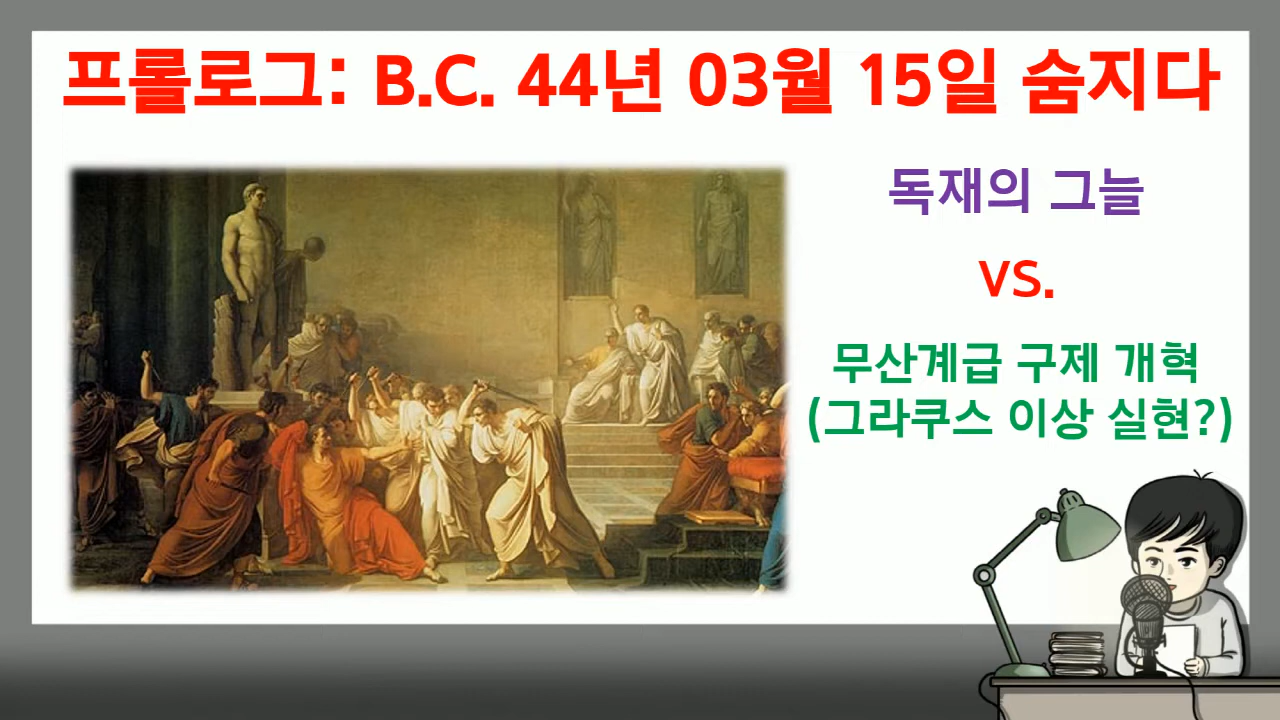 프롤로그: B.C. 44년 03월 15일 숨지다
독재의 그늘
vs.
무산계급 구제 개혁
(그라쿠스 이상 실현?)